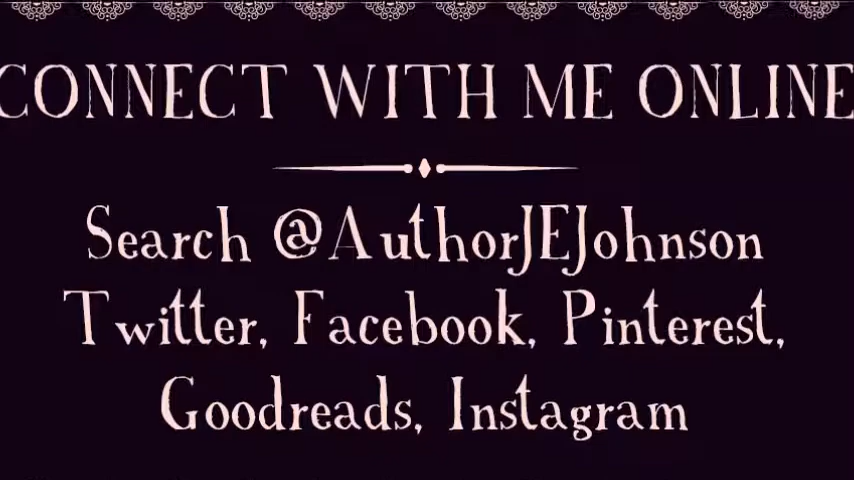 CONNECT WITH ME ONLINE
Search @AuthorJEJohnson
Twitter, Facebook, Pinterest,
Goodreads, Instagram